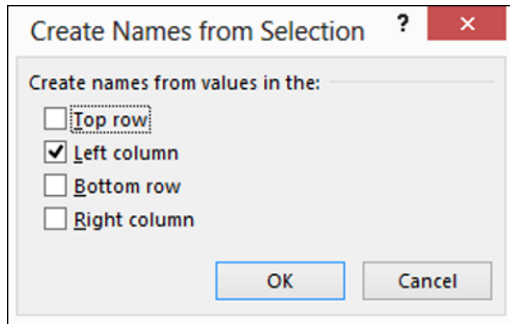 Create Names from Selection ? ×
Create names from values in the:
Top row
Left column
Bottom row
Right column
OK Cancel